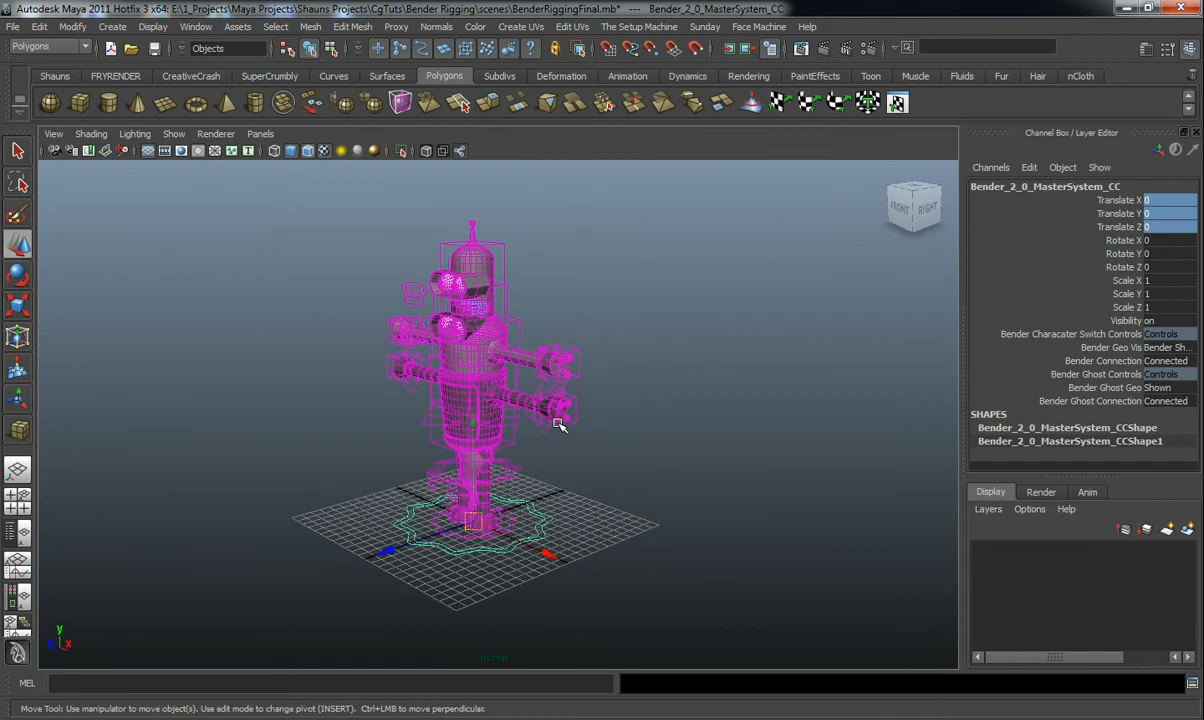 Autodesk Maya 2011 Hotfix 3 x64: E:\1_Projects\Maya Projects\Shauns Projects\CgTuts\Bender Rigging\scenes\BenderRiggingFinal.mb* --- Bender_2_0_MasterSystem_CC
File Edit Modify Create Display Window Assets Select Mesh Edit Mesh Proxy Normals Color Create UVs Edit UVs The Setup Machine Sunday Face Machine Help
Polygons Objects
Shauns FRYRENDER CreativeCrash SuperCrumbly Curves Surfaces Polygons Subdivs Deformation Animation Dynamics Rendering PaintEffects Toon Muscle Fluids Fur Hair nCloth
View Shading Lighting Show Renderer Panels
Channel Box / Layer Editor
Channels Edit Object Show
Bender_2_0_MasterSystem_CC
Translate X 0
Translate Y 0
Translate Z 0
Rotate X 0
Rotate Y 0
Rotate Z 0
Scale X 1
Scale Y 1
Scale Z 1
Visibility on
Bender Characater Switch Controls Controls
Bender Geo Vis Bender Sh...
Bender Connection Connected
Bender Ghost Controls Controls
Bender Ghost Geo Shown
Bender Ghost Connection Connected
SHAPES
Bender_2_0_MasterSystem_CCShape
Bender_2_0_MasterSystem_CCShape1
Display Render Anim
Layers Options Help
FRONT RIGHT
y
z x
persp
MEL
Move Tool: Use manipulator to move object(s). Use edit mode to change pivot (INSERT). Ctrl+LMB to move perpendicular.